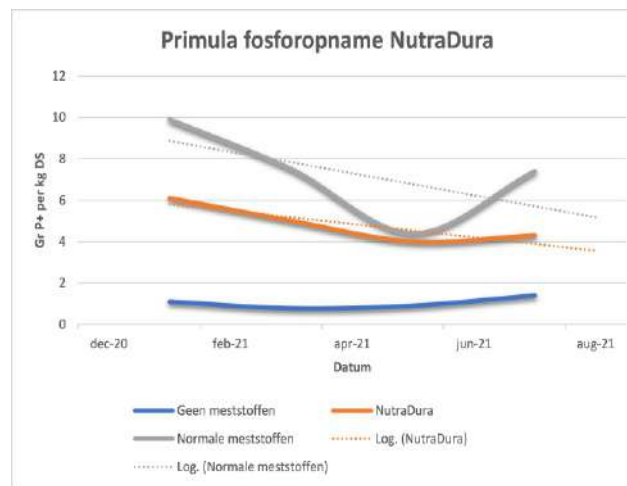 Primula fosforopname NutraDura
12
10
8
6
4
2
0
Gr P+ per kg DS
dec-20 feb-21 apr-21 jun-21 aug-21
Datum
Geen meststoffen NutraDura
Normale meststoffen Log. (NutraDura)
Log. (Normale meststoffen)